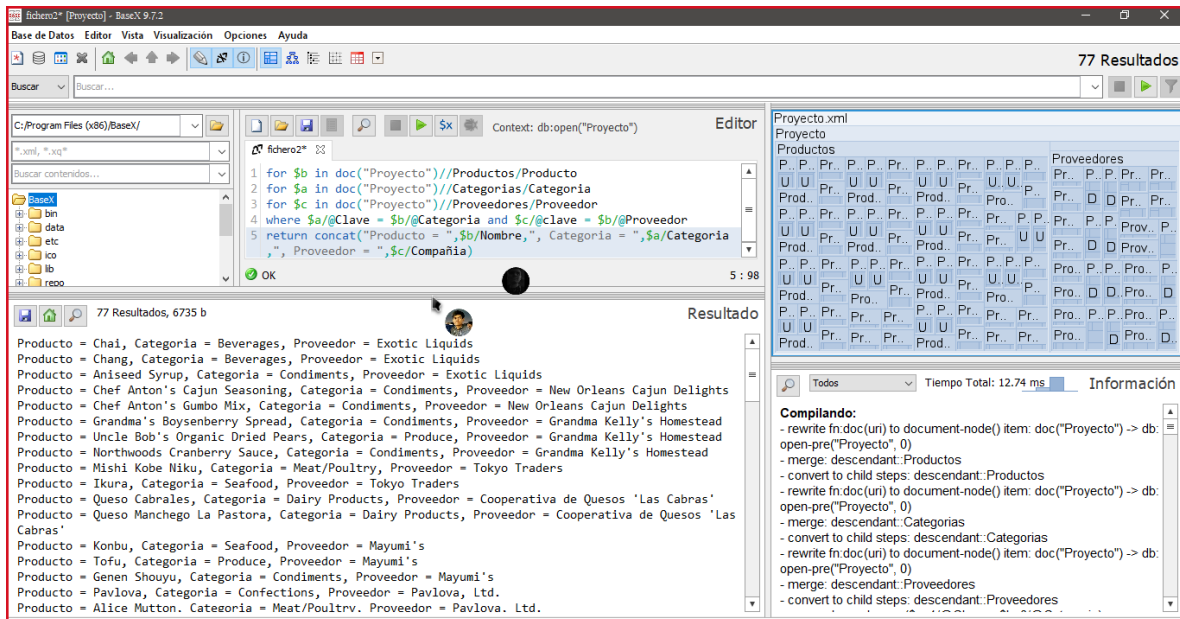 fichero2* [Proyecto] - BaseX 9.7.2
Base de Datos Editor Vista Visualización Opciones Ayuda
77 Resultados
Buscar Buscar...
C:/Program Files (x86)/BaseX/
*.xml, *.xq*
Buscar contenidos...
BaseX
bin
data
etc
ico
lib
repo
$x Context: db:open("Proyecto") Editor
fichero2*
1 for $b in doc("Proyecto")//Productos/Producto
2 for $a in doc("Proyecto")//Categorias/Categoria
3 for $c in doc("Proyecto")//Proveedores/Proveedor
4 where $a/@Clave = $b/@Categoria and $c/@clave = $b/@Proveedor
5 return concat("Producto = ",$b/Nombre,", Categoria = ",$a/Categoria
,", Proveedor = ",$c/Compañia)
OK 5 : 98
77 Resultados, 6735 b Resultado
Producto = Chai, Categoria = Beverages, Proveedor = Exotic Liquids
Producto = Chang, Categoria = Beverages, Proveedor = Exotic Liquids
Producto = Aniseed Syrup, Categoria = Condiments, Proveedor = Exotic Liquids
Producto = Chef Anton's Cajun Seasoning, Categoria = Condiments, Proveedor = New Orleans Cajun Delights
Producto = Chef Anton's Gumbo Mix, Categoria = Condiments, Proveedor = New Orleans Cajun Delights
Producto = Grandma's Boysenberry Spread, Categoria = Condiments, Proveedor = Grandma Kelly's Homestead
Producto = Uncle Bob's Organic Dried Pears, Categoria = Produce, Proveedor = Grandma Kelly's Homestead
Producto = Northwoods Cranberry Sauce, Categoria = Condiments, Proveedor = Grandma Kelly's Homestead
Producto = Mishi Kobe Niku, Categoria = Meat/Poultry, Proveedor = Tokyo Traders
Producto = Ikura, Categoria = Seafood, Proveedor = Tokyo Traders
Producto = Queso Cabrales, Categoria = Dairy Products, Proveedor = Cooperativa de Quesos 'Las Cabras'
Producto = Queso Manchego La Pastora, Categoria = Dairy Products, Proveedor = Cooperativa de Quesos 'Las
Cabras'
Producto = Konbu, Categoria = Seafood, Proveedor = Mayumi's
Producto = Tofu, Categoria = Produce, Proveedor = Mayumi's
Producto = Genen Shouyu, Categoria = Condiments, Proveedor = Mayumi's
Producto = Pavlova, Categoria = Confections, Proveedor = Pavlova, Ltd.
Producto = Alice Mutton, Categoria = Meat/Poultry, Proveedor = Pavlova, Ltd.
Proyecto.xml
Proyecto
Productos
Proveedores
Todos Tiempo Total: 12.74 ms Información
Compilando:
- rewrite fn:doc(uri) to document-node() item: doc("Proyecto") -> db:
open-pre("Proyecto", 0)
- merge: descendant::Productos
- convert to child steps: descendant::Productos
- rewrite fn:doc(uri) to document-node() item: doc("Proyecto") -> db:
open-pre("Proyecto", 0)
- merge: descendant::Categorias
- convert to child steps: descendant::Categorias
- rewrite fn:doc(uri) to document-node() item: doc("Proyecto") -> db:
open-pre("Proyecto", 0)
- merge: descendant::Proveedores
- convert to child steps: descendant::Proveedores